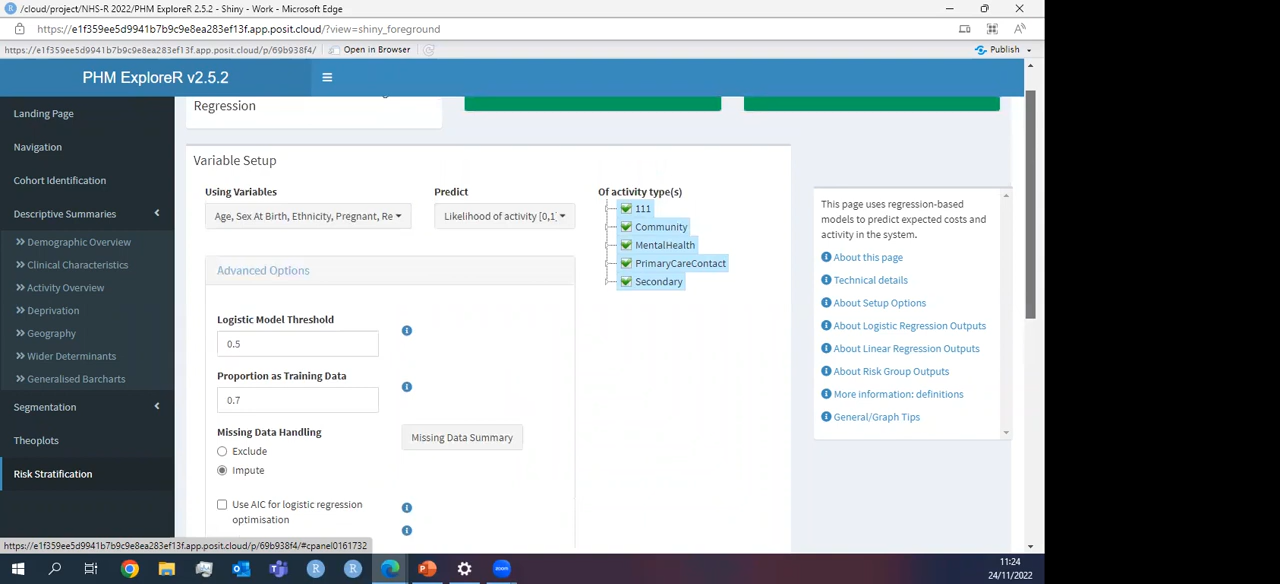 /cloud/project/NHS-R 2022/PHM ExploreR 2.5.2 - Shiny - Work - Microsoft Edge
https://e1f359ee5d9941b7b9c9e8ea283ef13f.app.posit.cloud/?view=shiny_foreground
https://e1f359ee5d9941b7b9c9e8ea283ef13f.app.posit.cloud/p/69b938f4/
Open in Browser
Publish
PHM ExploreR v2.5.2
Landing Page
Navigation
Cohort Identification
Descriptive Summaries
Demographic Overview
Clinical Characteristics
Activity Overview
Deprivation
Geography
Wider Determinants
Generalised Barcharts
Segmentation
Theoplots
Risk Stratification
Regression
Variable Setup
Using Variables
Age, Sex At Birth, Ethnicity, Pregnant, Re
Predict
Likelihood of activity [0,1]
Of activity type(s)
111
Community
MentalHealth
PrimaryCareContact
Secondary
Advanced Options
Logistic Model Threshold
0.5
Proportion as Training Data
0.7
Missing Data Handling
Exclude
Impute
Missing Data Summary
Use AIC for logistic regression
optimisation
This page uses regression-based
models to predict expected costs and
activity in the system.
About this page
Technical details
About Setup Options
About Logistic Regression Outputs
About Linear Regression Outputs
About Risk Group Outputs
More information: definitions
General/Graph Tips
https://e1f359ee5d9941b7b9c9e8ea283ef13f.app.posit.cloud/p/69b938f4/#cpanel0161732
11:24
24/11/2022